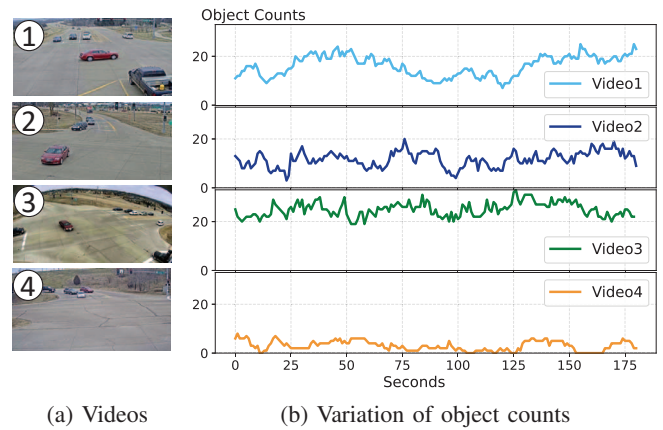 Object Counts
1
20
0
Video1
2
20
0
Video2
3
20
0
Video3
4
20
0
Video4
0 25 50 75 100 125 150 175
Seconds
(a) Videos
(b) Variation of object counts